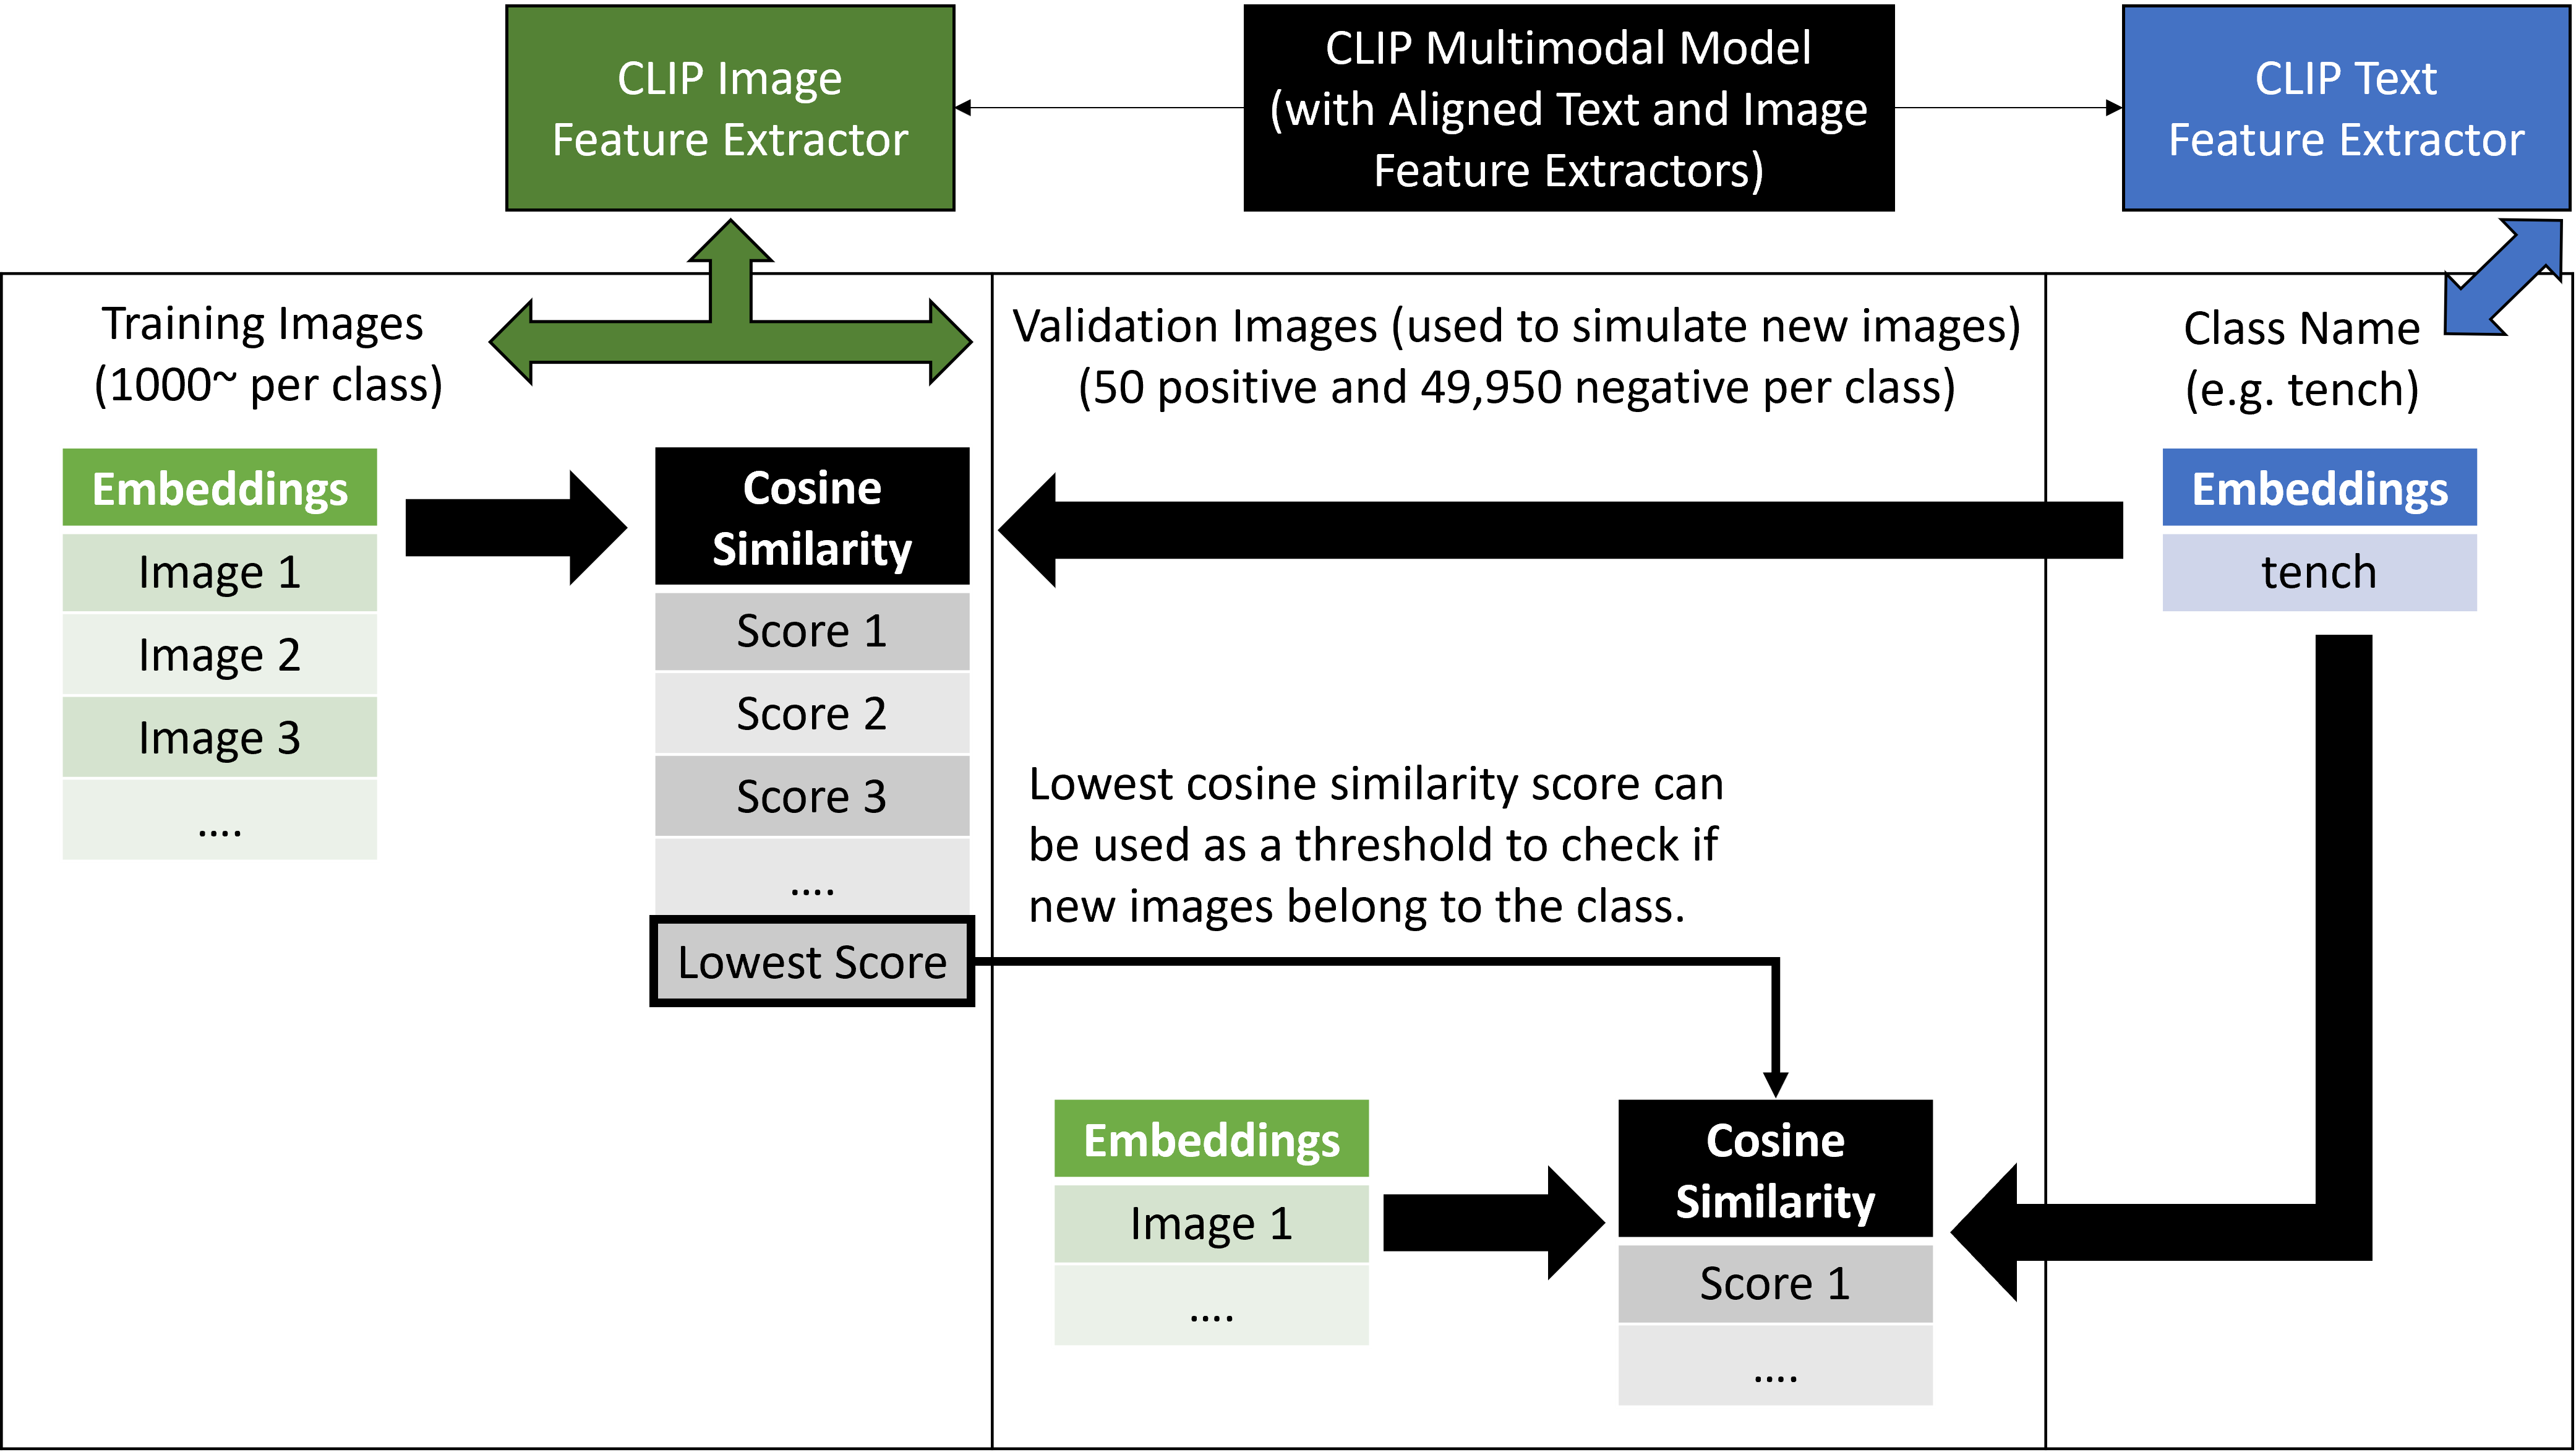 CLIP Image
Feature Extractor
CLIP Multimodal Model
(with Aligned Text and Image
Feature Extractors)
CLIP Text
Feature Extractor
Training Images
(1000~ per class)
Embeddings
Image 1
Image 2
Image 3
....
Cosine
Similarity
Score 1
Score 2
Score 3
....
Lowest Score
Validation Images (used to simulate new images)
(50 positive and 49,950 negative per class)
Lowest cosine similarity score can
be used as a threshold to check if
new images belong to the class.
Embeddings
Image 1
....
Cosine
Similarity
Score 1
....
Class Name
(e.g. tench)
Embeddings
tench